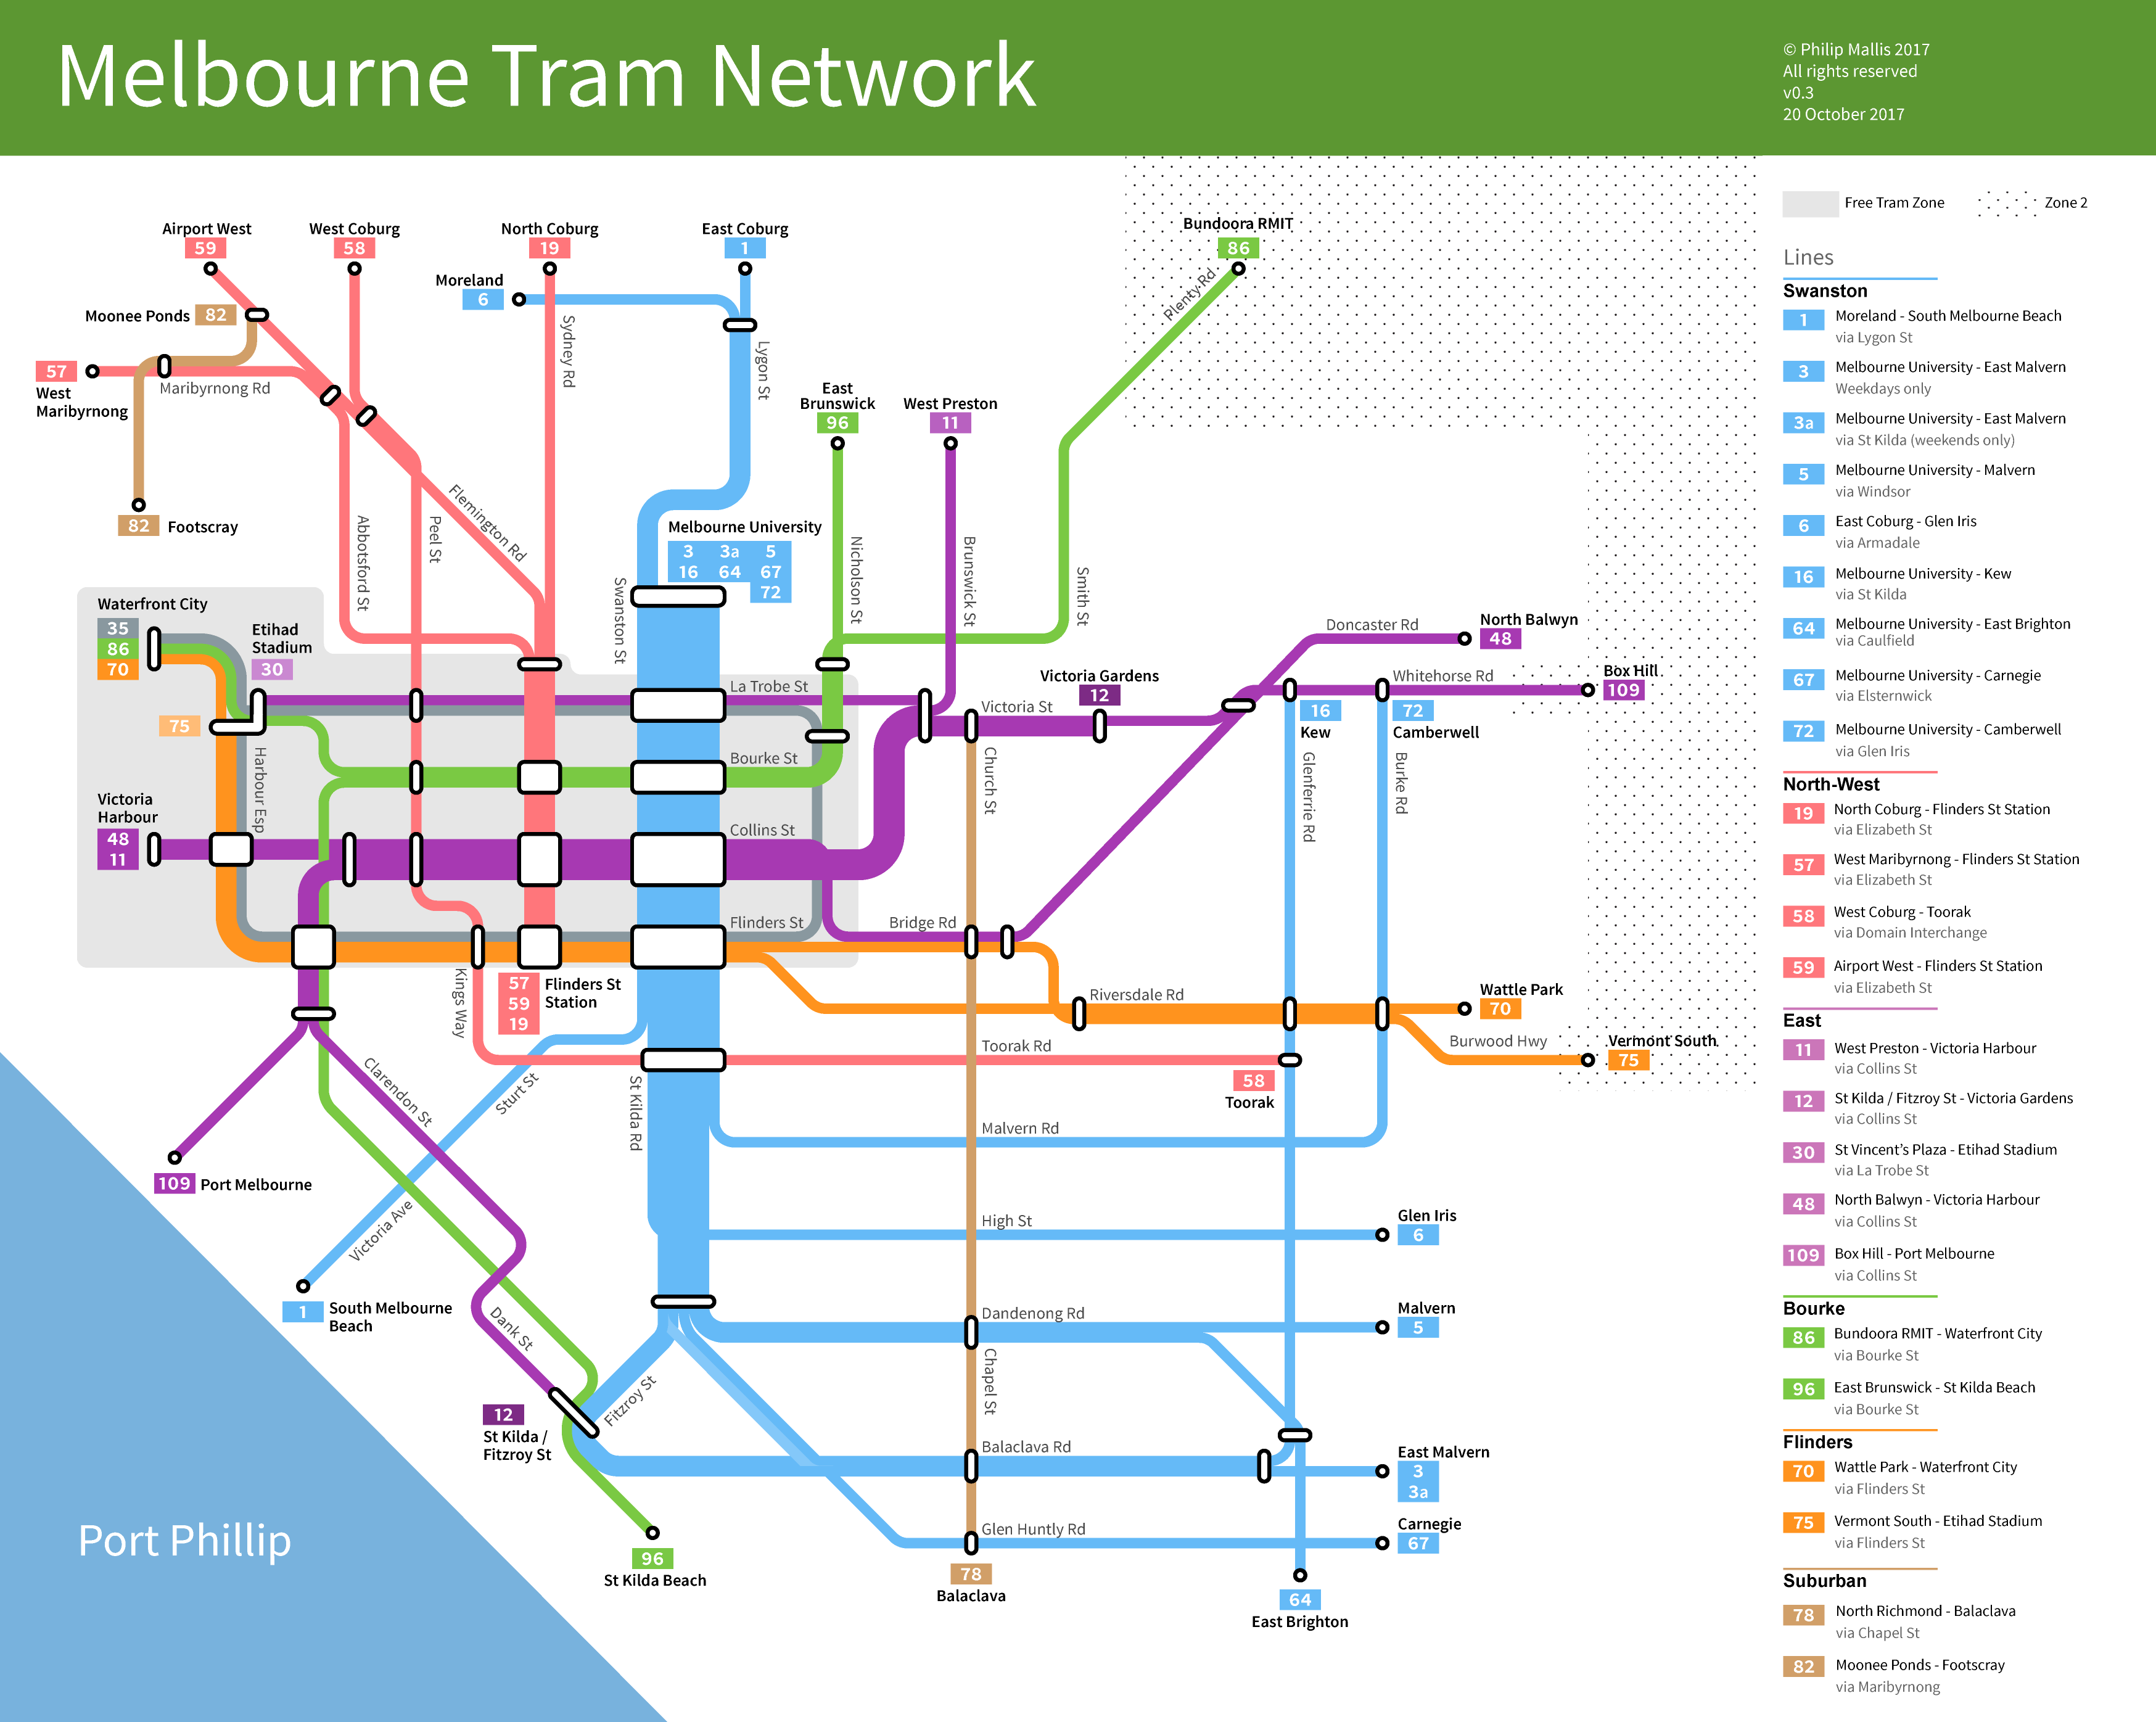 Melbourne Tram Network
© Philip Mallis 2017
All rights reserved
v0.3
20 October 2017
Airport West
59
West Coburg
58
North Coburg
19
East Coburg
1
Moreland
6
Bundoora RMIT
86
Plenty Rd
Moonee Ponds
82
57
West
Maribyrnong
Maribyrnong Rd
82
Footscray
Sydney Rd
Lygon St
East
Brunswick
96
West Preston
11
Abbotsford St
Peel St
Flemington Rd
Swanston St
Melbourne University
3 3a 5
16 64 67
72
Nicholson St
Brunswick St
Smith St
Waterfront City
35
86
70
Etihad
Stadium
30
75
Harbour Esp
Victoria
Harbour
48
11
La Trobe St
Bourke St
Collins St
Flinders St
Victoria Gardens
12
Victoria St
Church St
Bridge Rd
Doncaster Rd
North Balwyn
48
Whitehorse Rd
Box Hill
109
16
Kew
72
Camberwell
Glenferrie Rd
Burke Rd
Kings Way
57
59
19
Flinders St
Station
Riversdale Rd
Wattle Park
70
Burwood Hwy
Vermont South
75
Toorak Rd
58
Toorak
Clarendon St
Sturt St
St Kilda Rd
Malvern Rd
109
Port Melbourne
Victoria Ave
1
South Melbourne
Beach
High St
Glen Iris
6
Dank St
Dandenong Rd
Malvern
5
Chapel St
Fitzroy St
12
St Kilda /
Fitzroy St
Balaclava Rd
East Malvern
3
3a
Glen Huntly Rd
Carnegie
67
96
St Kilda Beach
78
Balaclava
64
East Brighton
Port Phillip
Free Tram Zone
Zone 2
Lines
Swanston
1 Moreland - South Melbourne Beach
via Lygon St
3 Melbourne University - East Malvern
Weekdays only
3a Melbourne University - East Malvern
via St Kilda (weekends only)
5 Melbourne University - Malvern
via Windsor
6 East Coburg - Glen Iris
via Armadale
16 Melbourne University - Kew
via St Kilda
64 Melbourne University - East Brighton
via Caulfield
67 Melbourne University - Carnegie
via Elsternwick
72 Melbourne University - Camberwell
via Glen Iris
North-West
19 North Coburg - Flinders St Station
via Elizabeth St
57 West Maribyrnong - Flinders St Station
via Elizabeth St
58 West Coburg - Toorak
via Domain Interchange
59 Airport West - Flinders St Station
via Elizabeth St
East
11 West Preston - Victoria Harbour
via Collins St
12 St Kilda / Fitzroy St - Victoria Gardens
via Collins St
30 St Vincent's Plaza - Etihad Stadium
via La Trobe St
48 North Balwyn - Victoria Harbour
via Collins St
109 Box Hill - Port Melbourne
via Collins St
Bourke
86 Bundoora RMIT - Waterfront City
via Bourke St
96 East Brunswick - St Kilda Beach
via Bourke St
Flinders
70 Wattle Park - Waterfront City
via Flinders St
75 Vermont South - Etihad Stadium
via Flinders St
Suburban
78 North Richmond - Balaclava
via Chapel St
82 Moonee Ponds - Footscray
via Maribyrnong